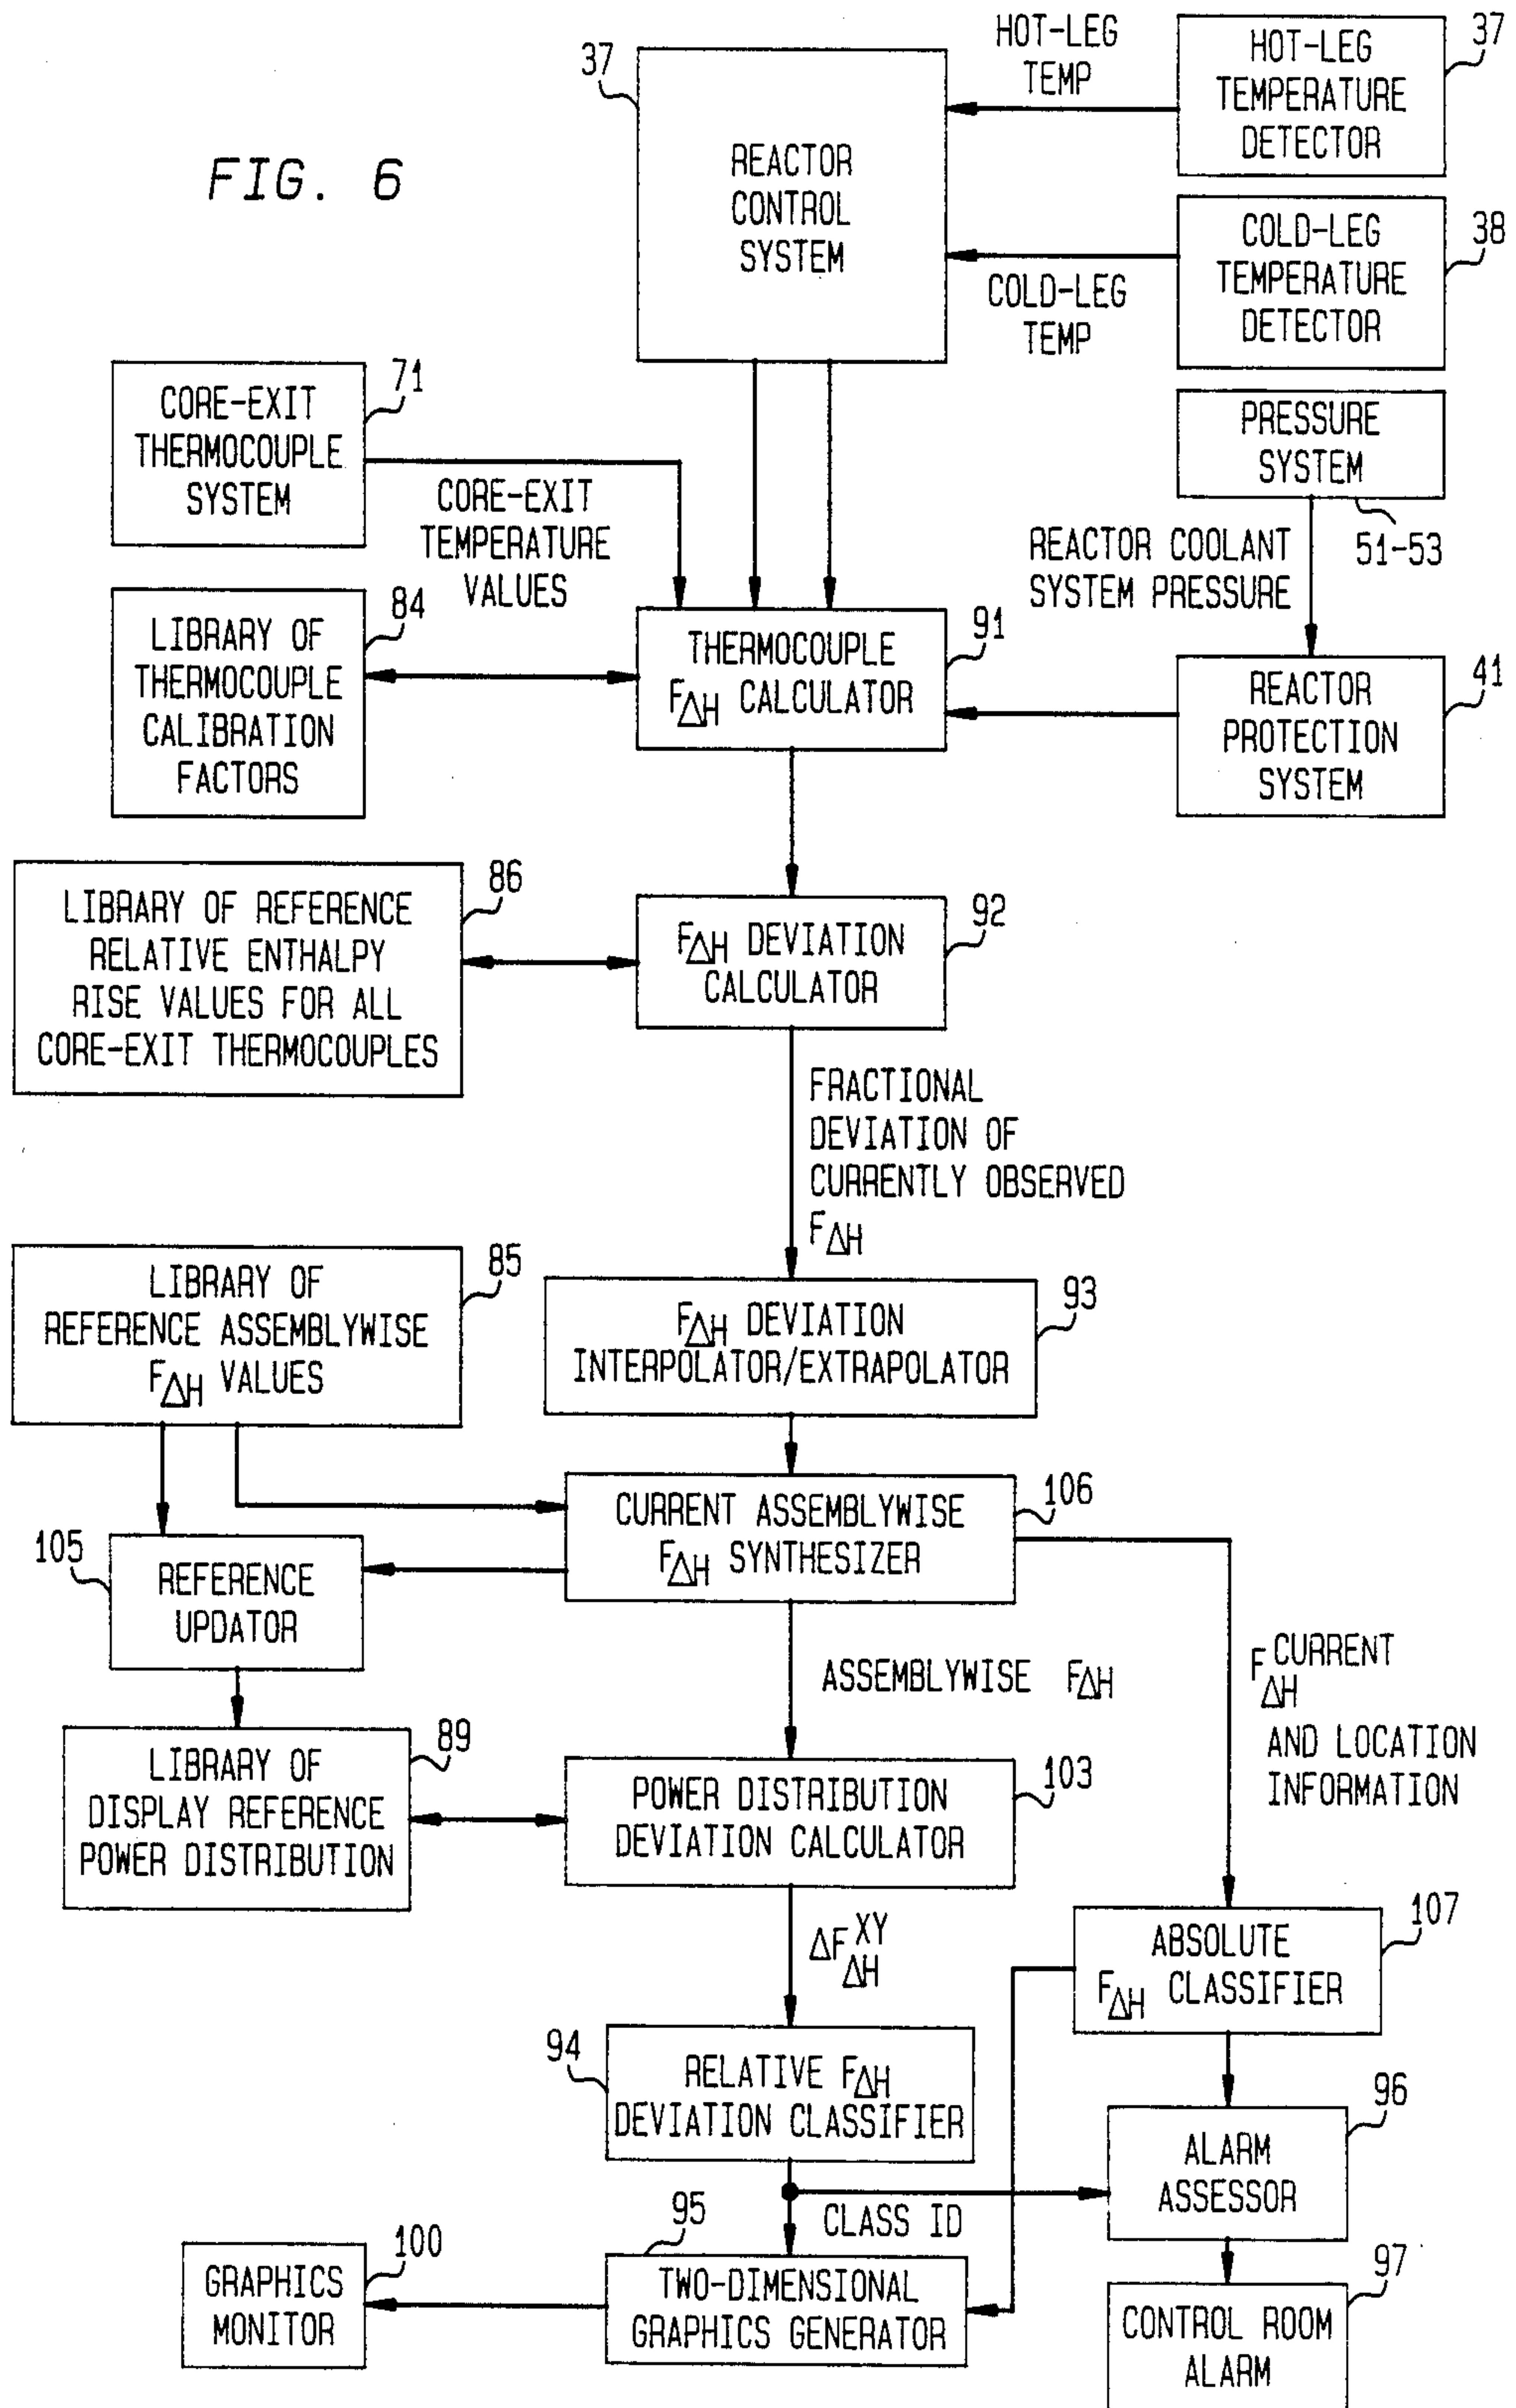 FIG. 6
37
REACTOR
CONTROL
SYSTEM
HOT-LEG
TEMP
HOT-LEG
TEMPERATURE
DETECTOR
37
COLD-LEG
TEMP
COLD-LEG
TEMPERATURE
DETECTOR
38
CORE-EXIT
THERMOCOUPLE
SYSTEM
71
CORE-EXIT
TEMPERATURE
VALUES
PRESSURE
SYSTEM
51-53
REACTOR COOLANT
SYSTEM PRESSURE
LIBRARY OF
THERMOCOUPLE
CALIBRATION
FACTORS
84
THERMOCOUPLE
FΔH CALCULATOR
91
REACTOR
PROTECTION
SYSTEM
41
LIBRARY OF REFERENCE
RELATIVE ENTHALPY
RISE VALUES FOR ALL
CORE-EXIT THERMOCOUPLES
86
FΔH DEVIATION
CALCULATOR
92
FRACTIONAL
DEVIATION OF
CURRENTLY OBSERVED
FΔH
LIBRARY OF
REFERENCE ASSEMBLYWISE
FΔH VALUES
85
FΔH DEVIATION
INTERPOLATOR/EXTRAPOLATOR
93
CURRENT ASSEMBLYWISE
FΔH SYNTHESIZER
106
105
REFERENCE
UPDATOR
ASSEMBLYWISE FΔH
FΔH CURRENT
AND LOCATION
INFORMATION
LIBRARY OF
DISPLAY REFERENCE
POWER DISTRIBUTION
89
POWER DISTRIBUTION
DEVIATION CALCULATOR
103
ΔFΔH XY
ABSOLUTE
FΔH CLASSIFIER
107
94
RELATIVE FΔH
DEVIATION CLASSIFIER
ALARM
ASSESSOR
96
CLASS ID
95
TWO-DIMENSIONAL
GRAPHICS GENERATOR
GRAPHICS
MONITOR
100
CONTROL ROOM
ALARM
97